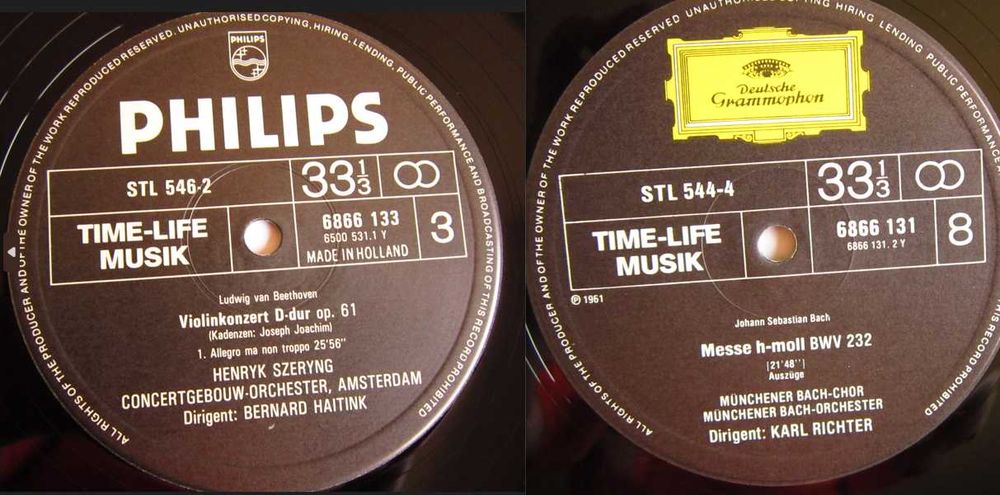 ALL RIGHTS OF THE PRODUCER AND OF THE OWNER OF THE WORK REPRODUCED RESERVED. UNAUTHORISED COPYING, HIRING, LENDING, PUBLIC PERFORMANCE AND BROADCASTING OF THIS RECORD PROHIBITED
PHILIPS
PHILIPS
STL 546-2
33 1/3
6866 133
6500 531.1 Y
MADE IN HOLLAND
3
TIME-LIFE
MUSIK
Ludwig van Beethoven
Violinkonzert D-dur op. 61
(Kadenzen: Joseph Joachim)
1. Allegro ma non troppo 25'56"
HENRYK SZERYNG
CONCERTGEBOUW-ORCHESTER, AMSTERDAM
Dirigent: BERNARD HAITINK
ALL RIGHTS OF THE PRODUCER AND OF THE OWNER OF THE WORK REPRODUCED RESERVED. COPYING, HIRING, LENDING, PUBLIC PERFORMANCE AND BROADCASTING OF THIS RECORD PROHIBITED
Deutsche
Grammophon
STL 544-4
33 1/3
6866 131
6866 131. 2 Y
8
TIME-LIFE
MUSIK
℗ 1961
Johann Sebastian Bach
Messe h-moll BWV 232
[21'48"]
Auszüge
MÜNCHENER BACH-CHOR
MÜNCHENER BACH-ORCHESTER
Dirigent: KARL RICHTER